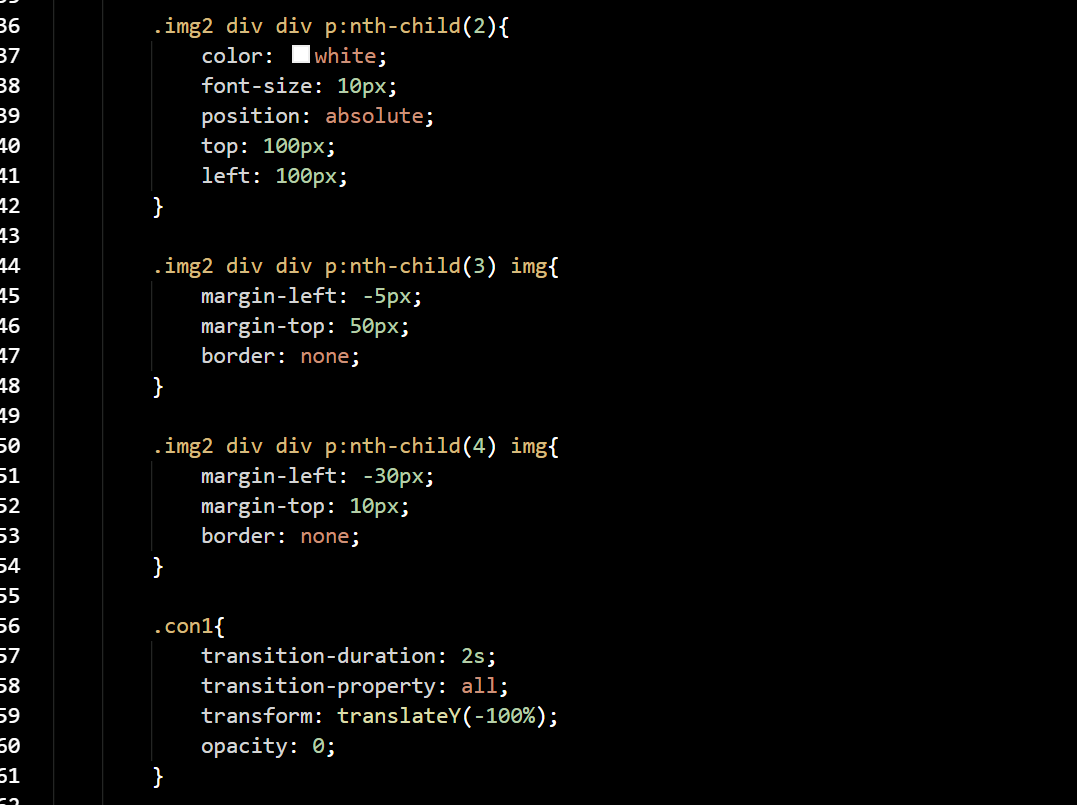 36 .img2 div div p:nth-child(2){
37 color: white;
38 font-size: 10px;
39 position: absolute;
40 top: 100px;
41 left: 100px;
42 }
43
44 .img2 div div p:nth-child(3) img{
45 margin-left: -5px;
46 margin-top: 50px;
47 border: none;
48 }
49
50 .img2 div div p:nth-child(4) img{
51 margin-left: -30px;
52 margin-top: 10px;
53 border: none;
54 }
55
56 .con1{
57 transition-duration: 2s;
58 transition-property: all;
59 transform: translateY(-100%);
60 opacity: 0;
61 }